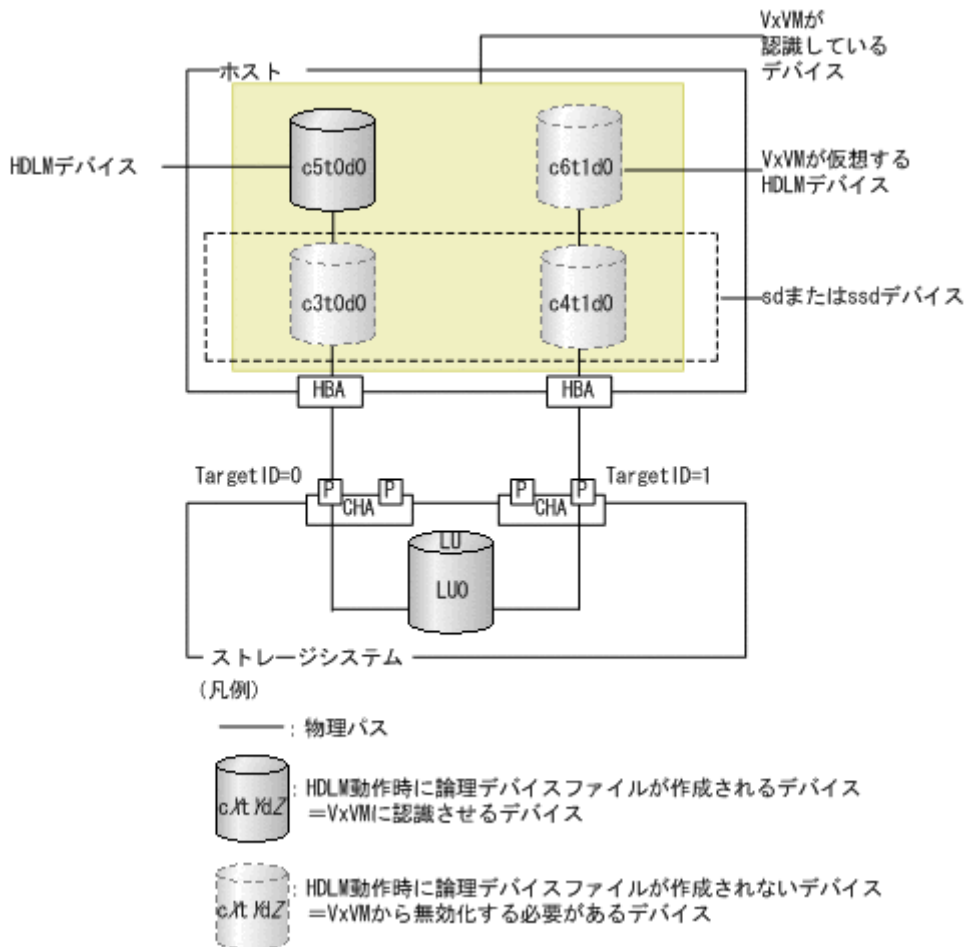 VxVMが
認識している
デバイス
ホスト
HDLMデバイス
c5t0d0
c6t1d0
VxVMが仮想する
HDLMデバイス
c3t0d0
c4t1d0
sdまたはssdデバイス
HBA
HBA
TargetID=0
P
P
CHA
P
P
CHA
TargetID=1
LU
LU0
ストレージシステム
(凡例)
: 物理パス
cXtYdZ
: HDLM動作時に論理デバイスファイルが作成されるデバイス
=VxVMに認識させるデバイス
cXtYdZ
: HDLM動作時に論理デバイスファイルが作成されないデバイス
=VxVMから無効化する必要があるデバイス